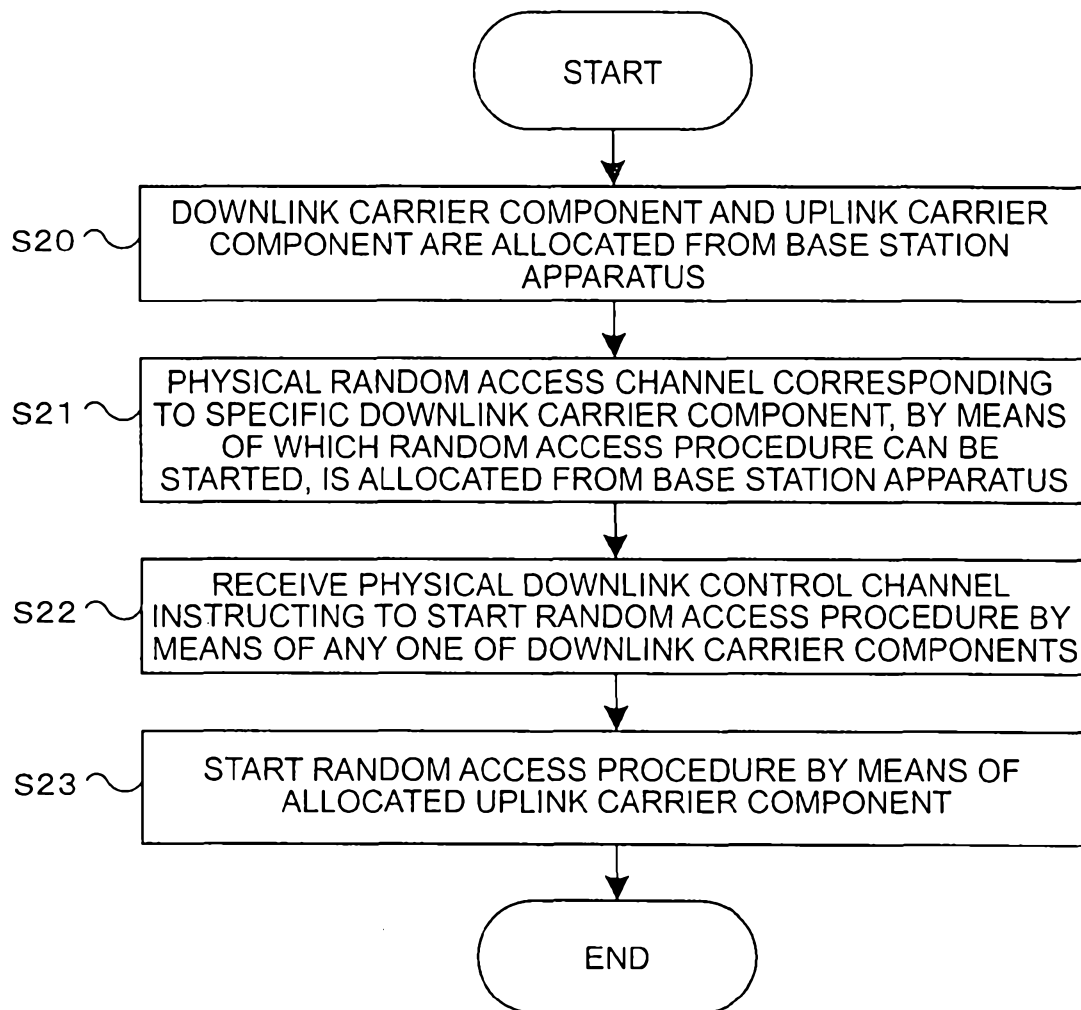 START
S20
DOWNLINK CARRIER COMPONENT AND UPLINK CARRIER
COMPONENT ARE ALLOCATED FROM BASE STATION
APPARATUS
S21
PHYSICAL RANDOM ACCESS CHANNEL CORRESPONDING
TO SPECIFIC DOWNLINK CARRIER COMPONENT, BY MEANS
OF WHICH RANDOM ACCESS PROCEDURE CAN BE
STARTED, IS ALLOCATED FROM BASE STATION APPARATUS
S22
RECEIVE PHYSICAL DOWNLINK CONTROL CHANNEL
INSTRUCTING TO START RANDOM ACCESS PROCEDURE BY
MEANS OF ANY ONE OF DOWNLINK CARRIER COMPONENTS
S23
START RANDOM ACCESS PROCEDURE BY MEANS OF
ALLOCATED UPLINK CARRIER COMPONENT
END